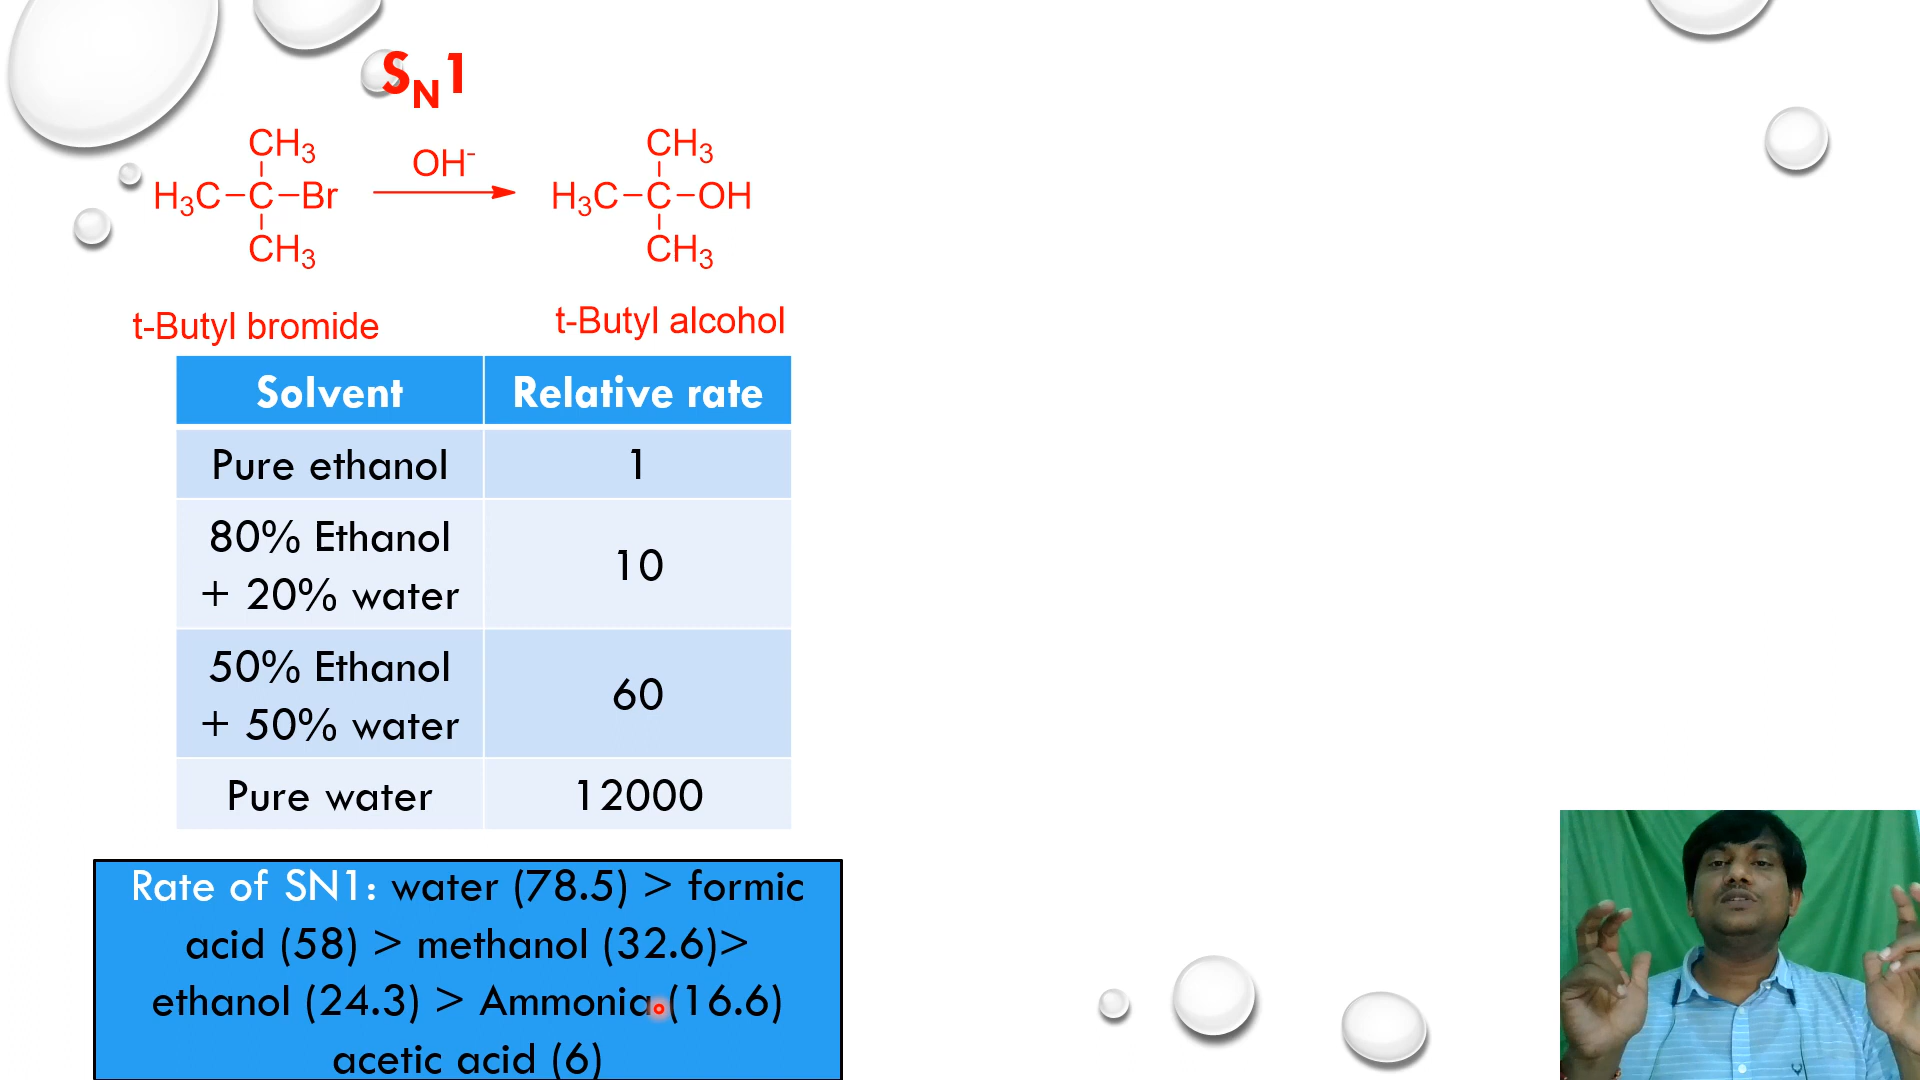 SN1
CH3
H3C-C-Br
CH3
OH-
CH3
H3C-C-OH
CH3
t-Butyl bromide
t-Butyl alcohol
Solvent Relative rate
Pure ethanol 1
80% Ethanol
+ 20% water
10
50% Ethanol
+ 50% water
60
Pure water 12000
Rate of SN1: water (78.5) > formic
acid (58) > methanol (32.6)>
ethanol (24.3) > Ammonia (16.6)
acetic acid (6)